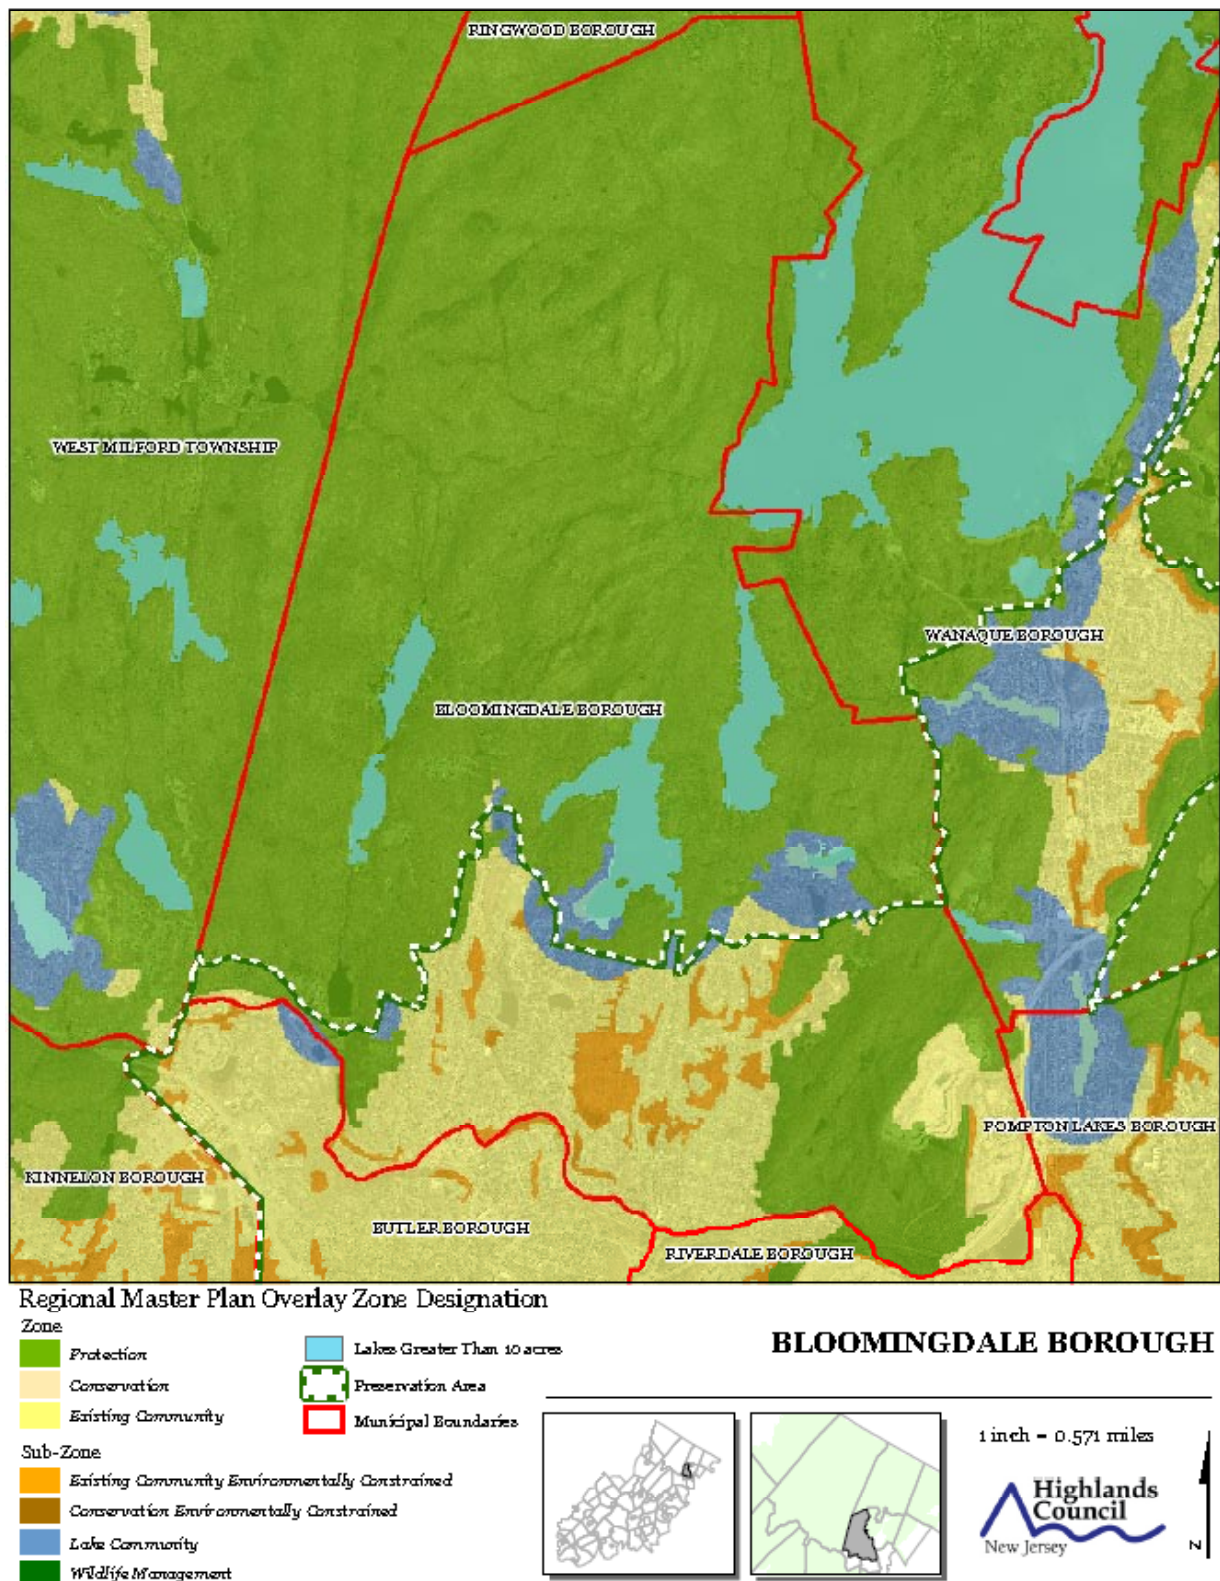 RINGWOOD BOROUGH
WEST MILFORD TOWNSHIP
WANAQUE BOROUGH
BLOOMINGDALE BOROUGH
POMPTON LAKES BOROUGH
KINNELON BOROUGH
BUTLER BOROUGH
RIVERDALE BOROUGH
Regional Master Plan Overlay Zone Designation
Zone
Protection
Conservation
Existing Community
Lakes Greater Than 10 acres
Preservation Area
Municipal Boundaries
Sub-Zone
Existing Community Environmentally Constrained
Conservation Environmentally Constrained
Lake Community
Wildlife Management
BLOOMINGDALE BOROUGH
1 inch = 0.571 miles
Highlands
Council
New Jersey
N